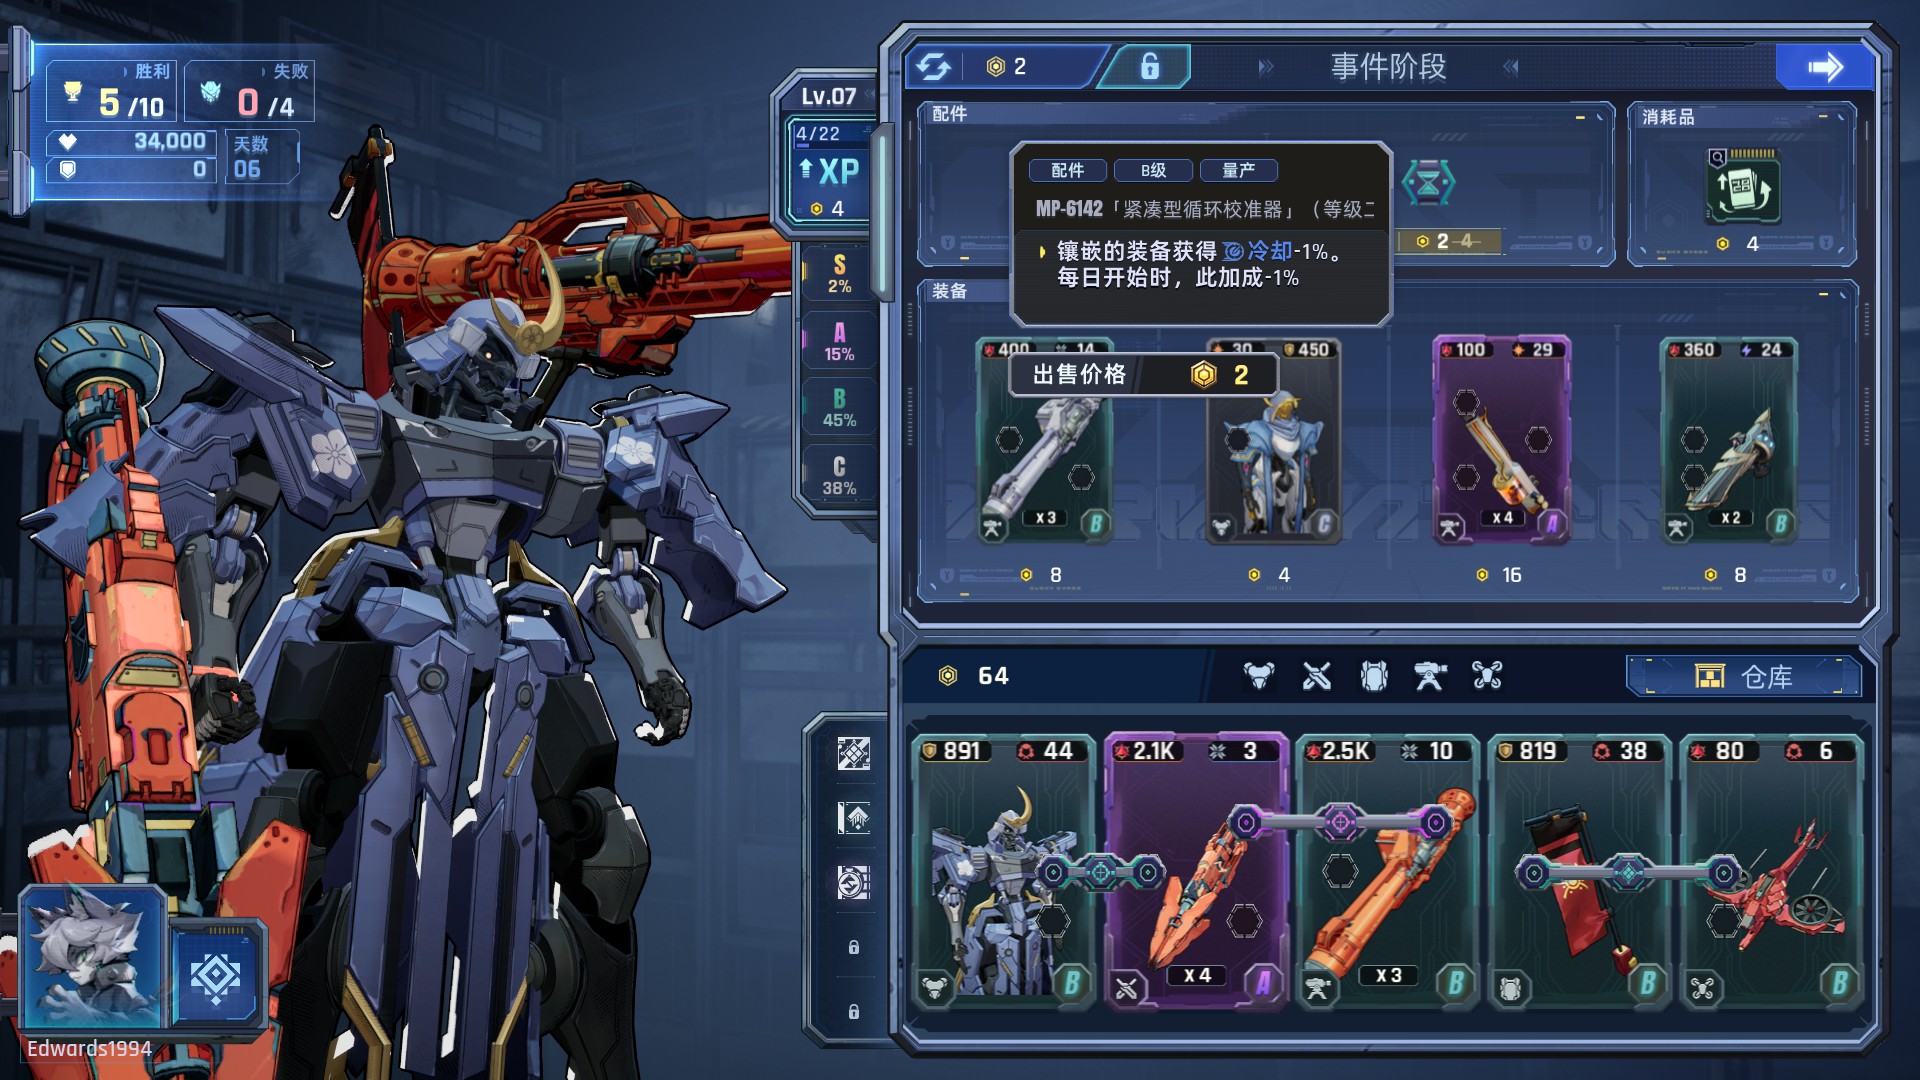 胜利
5/10
失败
0/4
34,000
0
天数
06
Lv.07
4/22
XP
4
S
2%
A
15%
B
45%
C
38%
2
事件阶段
配件
消耗品
配件 B级 量产
MP-6142「紧凑型循环校准器」（等级二
镶嵌的装备获得冷却-1%。
每日开始时，此加成-1%
2 4
4
装备
出售价格 2
400 14
30 450
100 29
360 24
x3 B
C
x4 A
x2 B
8
4
16
8
64
仓库
891 44
2.1K 3
2.5K 10
819 38
80 6
B
x4 A
x3 B
B
B
Edwards1994